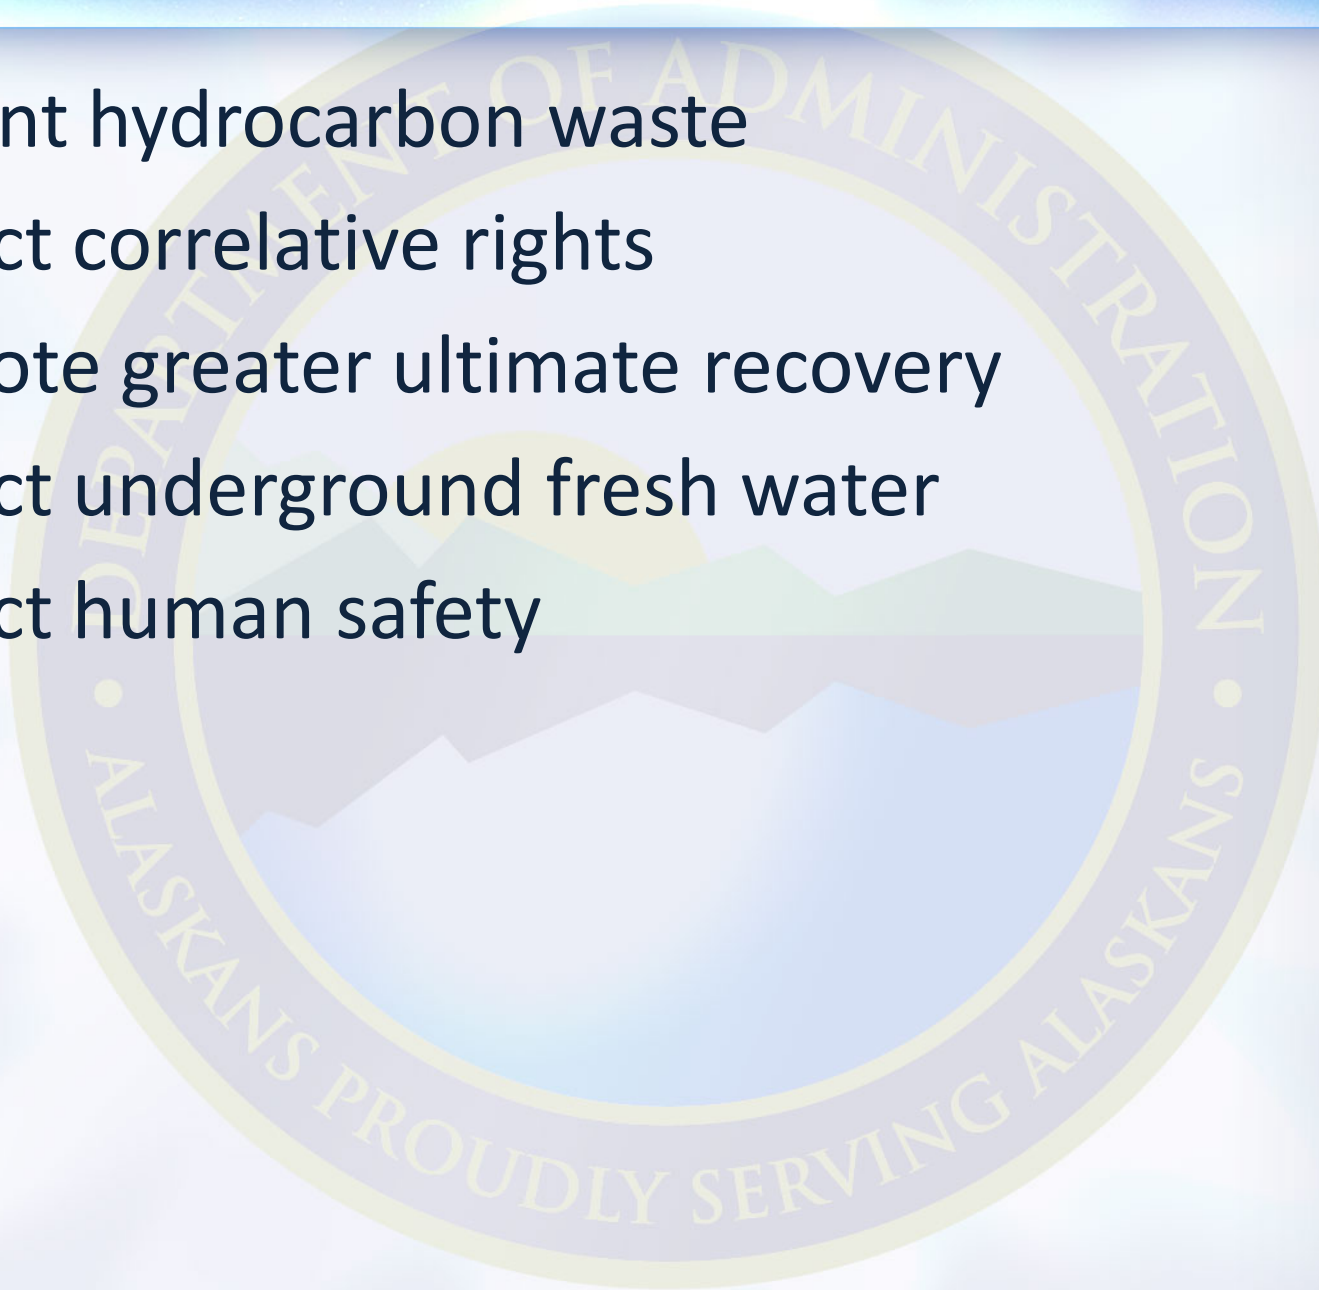 nt hydrocarbon waste
ct correlative rights
ote greater ultimate recovery
ct underground fresh water
ct human safety
DEPARTMENT OF ADMINISTRATION
• ALASKANS PROUDLY SERVING ALASKANS •